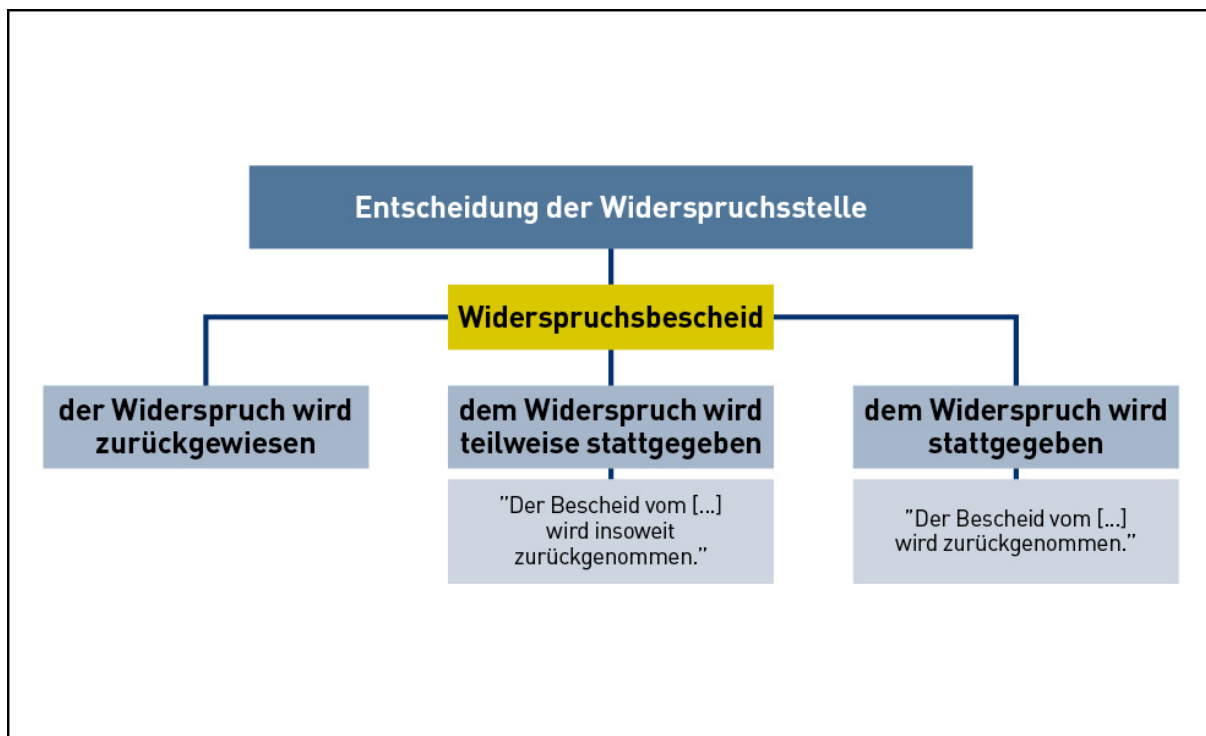 Entscheidung der Widerspruchsstelle
Widerspruchsbescheid
der Widerspruch wird
zurückgewiesen
dem Widerspruch wird
teilweise stattgegeben
"Der Bescheid vom [...]
wird insoweit
zurückgenommen."
dem Widerspruch wird
stattgegeben
"Der Bescheid vom [...]
wird zurückgenommen."